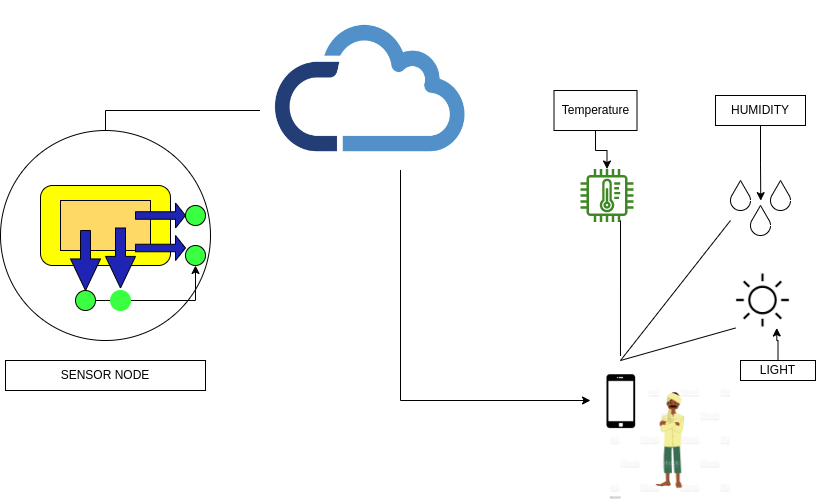 Temperature
HUMIDITY
SENSOR NODE
LIGHT